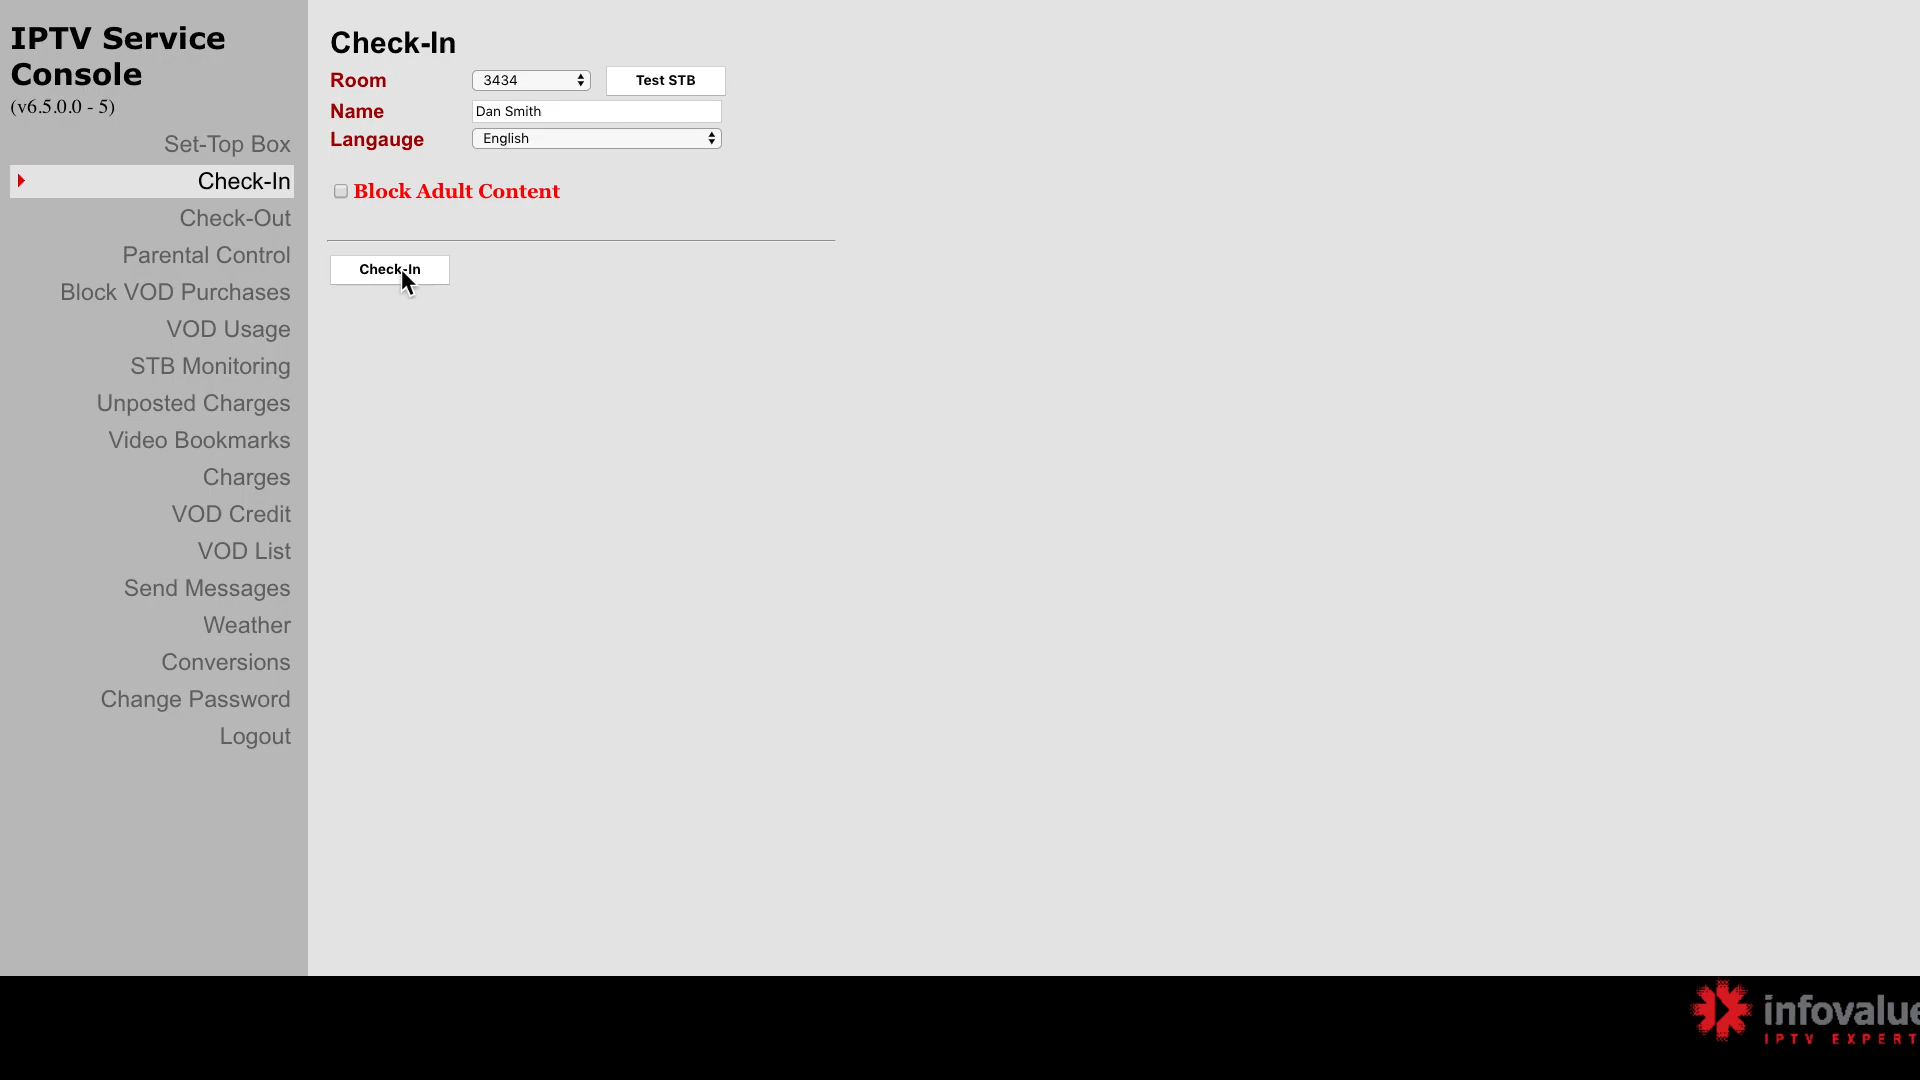 IPTV Service
Console
(v6.5.0.0 - 5)
Set-Top Box
Check-In
Check-Out
Parental Control
Block VOD Purchases
VOD Usage
STB Monitoring
Unposted Charges
Video Bookmarks
Charges
VOD Credit
VOD List
Send Messages
Weather
Conversions
Change Password
Logout
Check-In
Room 3434 Test STB
Name Dan Smith
Langauge English
Block Adult Content
Check-In
infovalue
IPTV EXPERT